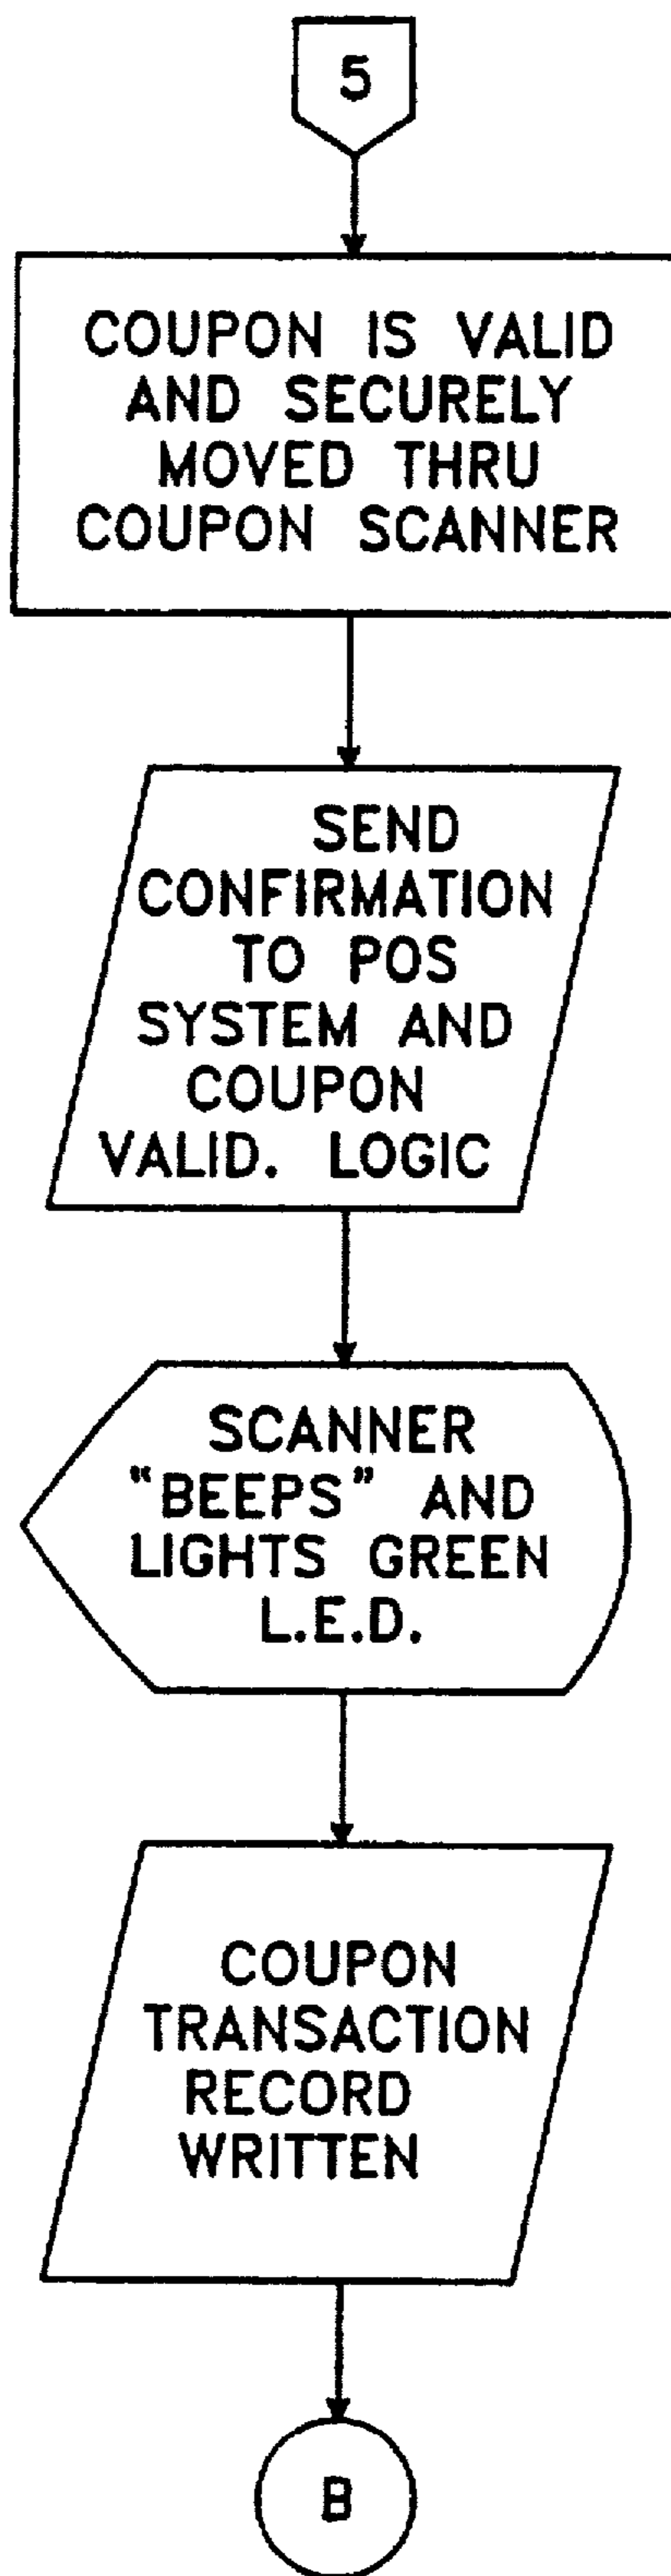 5
COUPON IS VALID
AND SECURELY
MOVED THRU
COUPON SCANNER
SEND
CONFIRMATION
TO POS
SYSTEM AND
COUPON
VALID. LOGIC
SCANNER
“BEEPS” AND
LIGHTS GREEN
L.E.D.
COUPON
TRANSACTION
RECORD
WRITTEN
B